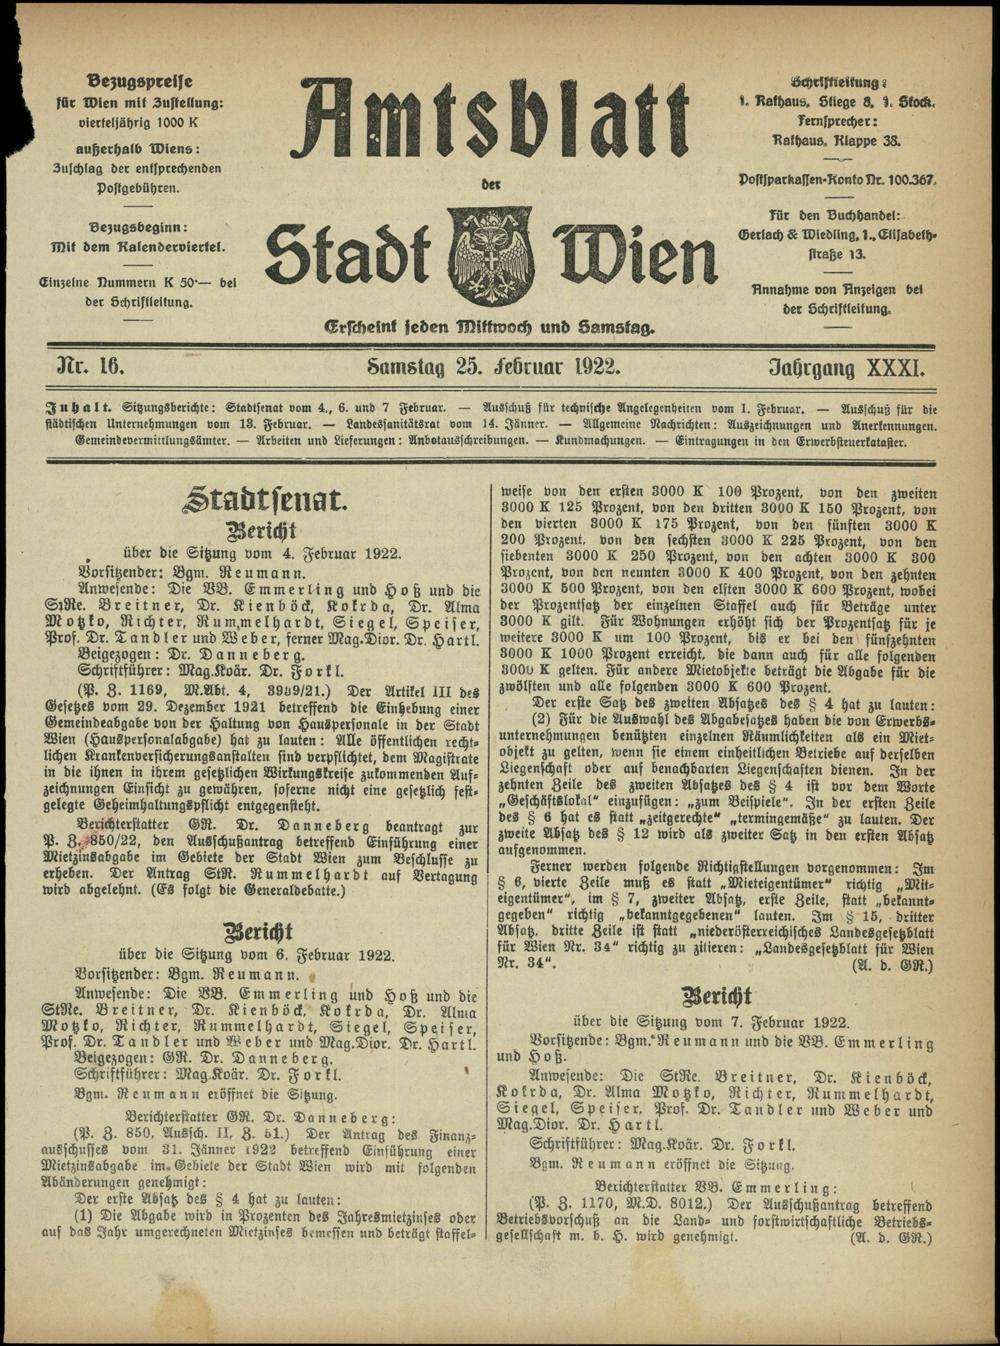 Bezugspreise
für Wien mit Zustellung:
vierteljährig 1000 K
außerhalb Wiens:
Zuschlag der entsprechenden
Postgebühren.
Bezugsbeginn:
Mit dem Kalenderviertel.
Einzelne Nummern K 50·— bei
der Schriftleitung.
Amtsblatt
der
Stadt Wien
Erscheint jeden Mittwoch und Samstag.
Schriftleitung:
1. Rathaus, Stiege 8, 1. Stock.
Fernsprecher:
Rathaus, Klappe 38.
Postsparkassen-Konto Nr. 100.367.
Für den Buchhandel:
Gerlach & Wiedling, 1., Elisabeth-
straße 13.
Annahme von Anzeigen bei
der Schriftleitung.
Nr. 16. Samstag 25. Februar 1922. Jahrgang XXXI.
Inhalt. Sitzungsberichte: Stadtsenat vom 4., 6. und 7 Februar. — Ausschuß für technische Angelegenheiten vom 1. Februar. — Ausschuß für die
städtischen Unternehmungen vom 13. Februar. — Landessanitätsrat vom 14. Jänner. — Allgemeine Nachrichten: Auszeichnungen und Anerkennungen.
Gemeindevermittlungsämter. — Arbeiten und Lieferungen: Anbotausschreibungen. — Kundmachungen. — Eintragungen in den Erwerbsteuerkataster.
Stadtsenat.
Bericht
über die Sitzung vom 4. Februar 1922.
Vorsitzender: Bgm. Reumann.
Anwesende: Die VB. Emmerling und Hoß und die
StRe. Breitner, Dr. Kienböck, Kokrda, Dr. Alma
Motzko, Richter, Rummelhardt, Siegel, Speiser,
Prof. Dr. Tandler und Weber, ferner Mag.Dior. Dr. Hartl.
Beigezogen: Dr. Danneberg.
Schriftführer: Mag.Koär. Dr. Forkl.
(P. Z. 1169, M.Abt. 4, 3989/21.) Der Artikel III des
Gesetzes vom 29. Dezember 1921 betreffend die Einhebung einer
Gemeindeabgabe von der Haltung von Hauspersonale in der Stadt
Wien (Hauspersonalabgabe) hat zu lauten: Alle öffentlichen recht-
lichen Krankenversicherungsanstalten sind verpflichtet, dem Magistrate
in die ihnen in ihrem gesetzlichen Wirkungskreise zukommenden Auf-
zeichnungen Einsicht zu gewähren, soferne nicht eine gesetzlich fest-
gelegte Geheimhaltungspflicht entgegensteht.
Berichterstatter GR. Dr. Danneberg beantragt zur
P. Z. 850/22, den Ausschußantrag betreffend Einführung einer
Mietzinsabgabe im Gebiete der Stadt Wien zum Beschlusse zu
erheben. Der Antrag StR. Rummelhardt auf Vertagung
wird abgelehnt. (Es folgt die Generaldebatte.)
Bericht
über die Sitzung vom 6. Februar 1922.
Vorsitzender: Bgm. Reumann.
Anwesende: Die VB. Emmerling und Hoß und die
StRe. Breitner, Dr. Kienböck, Kokrda, Dr. Alma
Motzko, Richter, Rummelhardt, Siegel, Speiser,
Prof. Dr. Tandler und Weber und Mag.Dior. Dr. Hartl.
Beigezogen: GR. Dr. Danneberg.
Schriftführer: Mag.Koär. Dr. Forkl.
Bgm. Reumann eröffnet die Sitzung.
Berichterstatter GR. Dr. Danneberg:
(P. Z. 850, Aussch. II, Z. 51.) Der Antrag des Finanz-
ausschusses vom 31. Jänner 1922 betreffend Einführung einer
Mietzinsabgabe im Gebiete der Stadt Wien wird mit folgenden
Abänderungen genehmigt:
Der erste Absatz des § 4 hat zu lauten:
(1) Die Abgabe wird in Prozenten des Jahresmietzinses oder
auf das Jahr umgerechneten Mietzinses bemessen und beträgt staffel-
weise von den ersten 3000 K 100 Prozent, von den zweiten
3000 K 125 Prozent, von den dritten 3000 K 150 Prozent, von
den vierten 3000 K 175 Prozent, von den fünften 3000 K
200 Prozent, von den sechsten 3000 K 225 Prozent, von den
siebenten 3000 K 250 Prozent, von den achten 3000 K 300
Prozent, von den neunten 3000 K 400 Prozent, von den zehnten
3000 K 500 Prozent, von den elften 3000 K 600 Prozent, wobei
der Prozentsatz der einzelnen Staffel auch für Beträge unter
3000 K gilt. Für Wohnungen erhöht sich der Prozentsatz für je
weitere 3000 K um 100 Prozent, bis er bei den fünfzehnten
3000 K 1000 Prozent erreicht, die dann auch für alle folgenden
3000 K gelten. Für andere Mietobjekte beträgt die Abgabe für die
zwölften und alle folgenden 3000 K 600 Prozent.
Der erste Satz des zweiten Absatzes des § 4 hat zu lauten:
(2) Für die Auswahl des Abgabesatzes haben die von Erwerbs-
unternehmungen benützten einzelnen Räumlichkeiten als ein Miet-
objekt zu gelten, wenn sie einem einheitlichen Betriebe auf derselben
Liegenschaft oder auf benachbarten Liegenschaften dienen. In der
zehnten Zeile des zweiten Absatzes des § 4 ist vor dem Worte
„Geschäftslokal“ einzufügen: „zum Beispiele“. In der ersten Zeile
des § 6 hat es statt „zeitgerechte“ „termingemäße“ zu lauten. Der
zweite Absatz des § 12 wird als zweiter Satz in den ersten Absatz
aufgenommen.
Ferner werden folgende Richtigstellungen vorgenommen: Im
§ 6, vierte Zeile muß es statt „Mieteigentümer“ richtig „Mit-
eigentümer“, im § 7, zweiter Absatz, erste Zeile, statt „bekannt-
gegeben“ richtig „bekanntgegebenen“ lauten. Im § 15, dritter
Absatz, dritte Zeile ist statt „niederösterreichisches Landesgesetzblatt
für Wien Nr. 34“ richtig zu zitieren: „Landesgesetzblatt für Wien
Nr. 34“. (A. d. GR.)
Bericht
über die Sitzung vom 7. Februar 1922.
Vorsitzende: Bgm. Reumann und die VB. Emmerling
und Hoß.
Anwesende: Die StRe. Breitner, Dr. Kienböck,
Kokrda, Dr. Alma Motzko, Richter, Rummelhardt,
Siegel, Speiser, Prof. Dr. Tandler und Weber und
Mag.Dior. Dr. Hartl.
Schriftführer: Mag.Koär. Dr. Forkl.
Bgm. Reumann eröffnet die Sitzung.
Berichterstatter VB. Emmerling:
(P. Z. 1170, M.D. 8012.) Der Ausschußantrag betreffend
Betriebsvorschuß an die Land- und forstwirtschaftliche Betriebs-
gesellschaft m. b. H. wird genehmigt. (A. d. GR.)